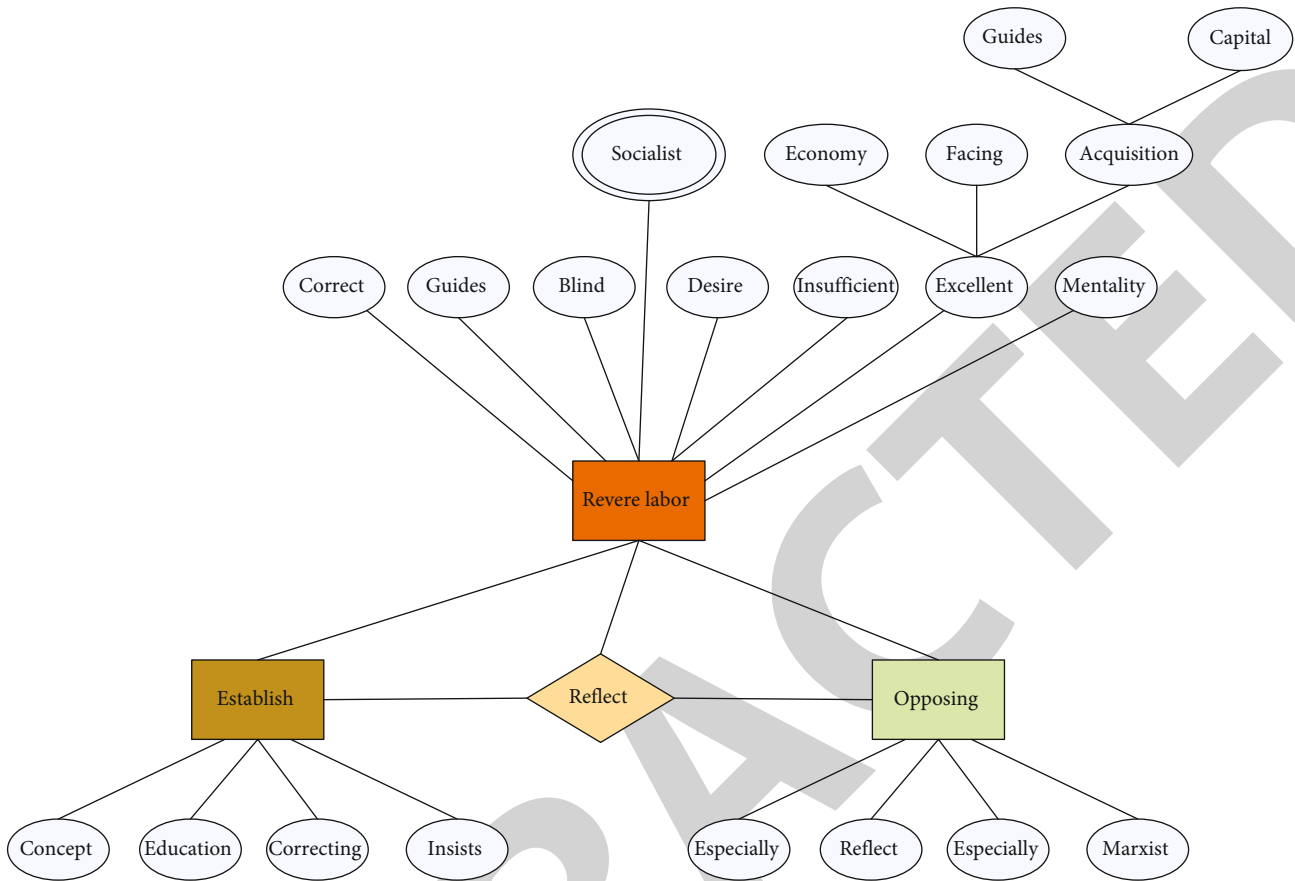 Guides
Capital
Socialist
Economy
Facing
Acquisition
Correct
Guides
Blind
Desire
Insufficient
Excellent
Mentality
Revere labor
Establish
Reflect
Opposing
Concept
Education
Correcting
Insists
Especially
Reflect
Especially
Marxist
RACTED